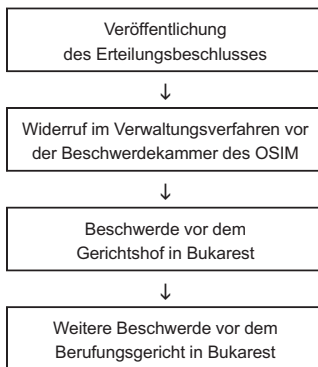 Veröffentlichung
des Erteilungsbeschlusses
↓
Widerruf im Verwaltungsverfahren vor
der Beschwerdekammer des OSIM
↓
Beschwerde vor dem
Gerichtshof in Bukarest
↓
Weitere Beschwerde vor dem
Berufungsgericht in Bukarest